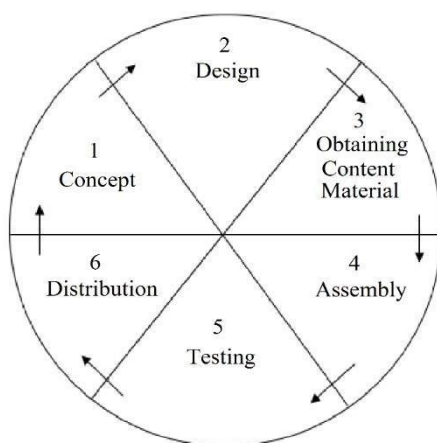 1
Concept
2
Design
3
Obtaining
Content
Material
4
Assembly
5
Testing
6
Distribution